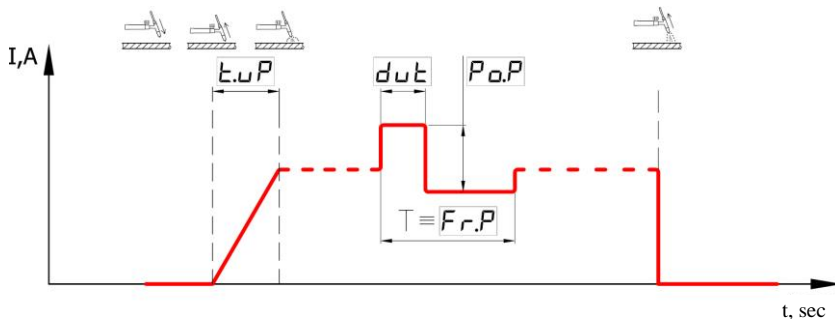 I,A
t.uP
dut
Po.P
T ≡ Fr.P
t, sec